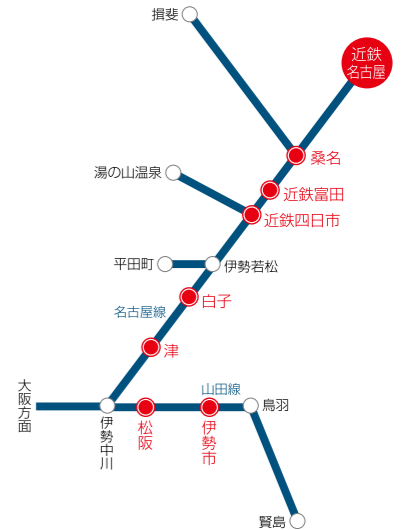 揖斐
近鉄
名古屋
桑名
湯の山温泉
近鉄富田
近鉄四日市
平田町
伊勢若松
白子
名古屋線
津
山田線
大阪方面
伊勢中川
松阪
伊勢市
鳥羽
賢島